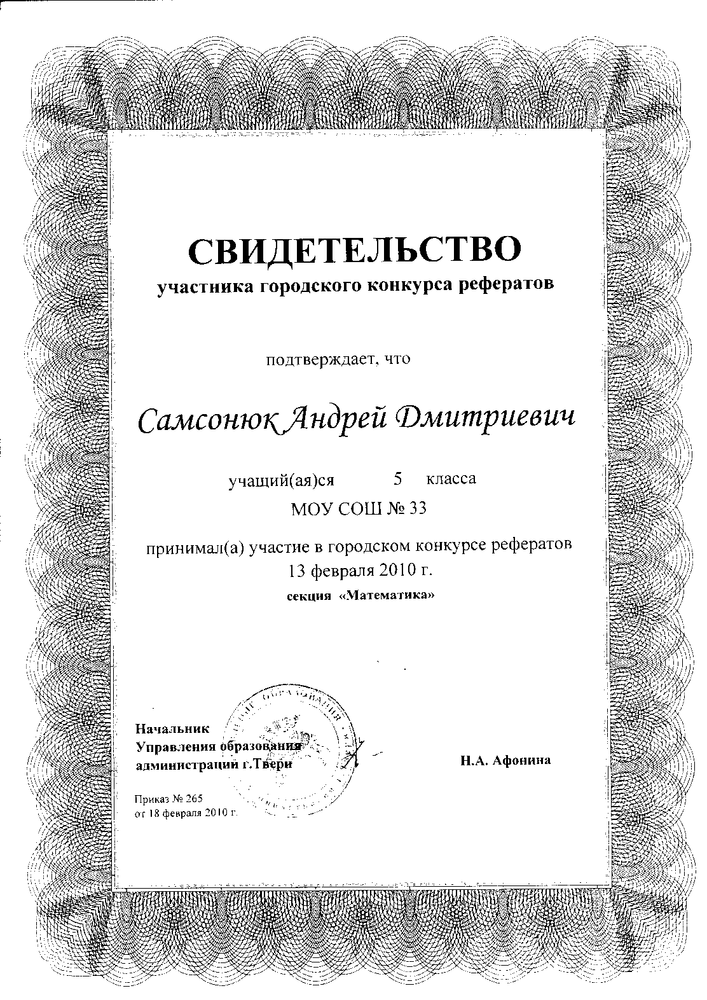 СВИДЕТЕЛЬСТВО
участника городского конкурса рефератов
подтверждает, что
Самсонюк Андрей Дмитриевич
учащий(ая)ся 5 класса
МОУ СОШ № 33
принимал(а) участие в городском конкурсе рефератов
13 февраля 2010 г.
секция «Математика»
ОБРАЗОВАНИЯ
Начальник
Управления образования
администрации г.Твери
Н.А. Афонина
Приказ № 265
от 18 февраля 2010 г.